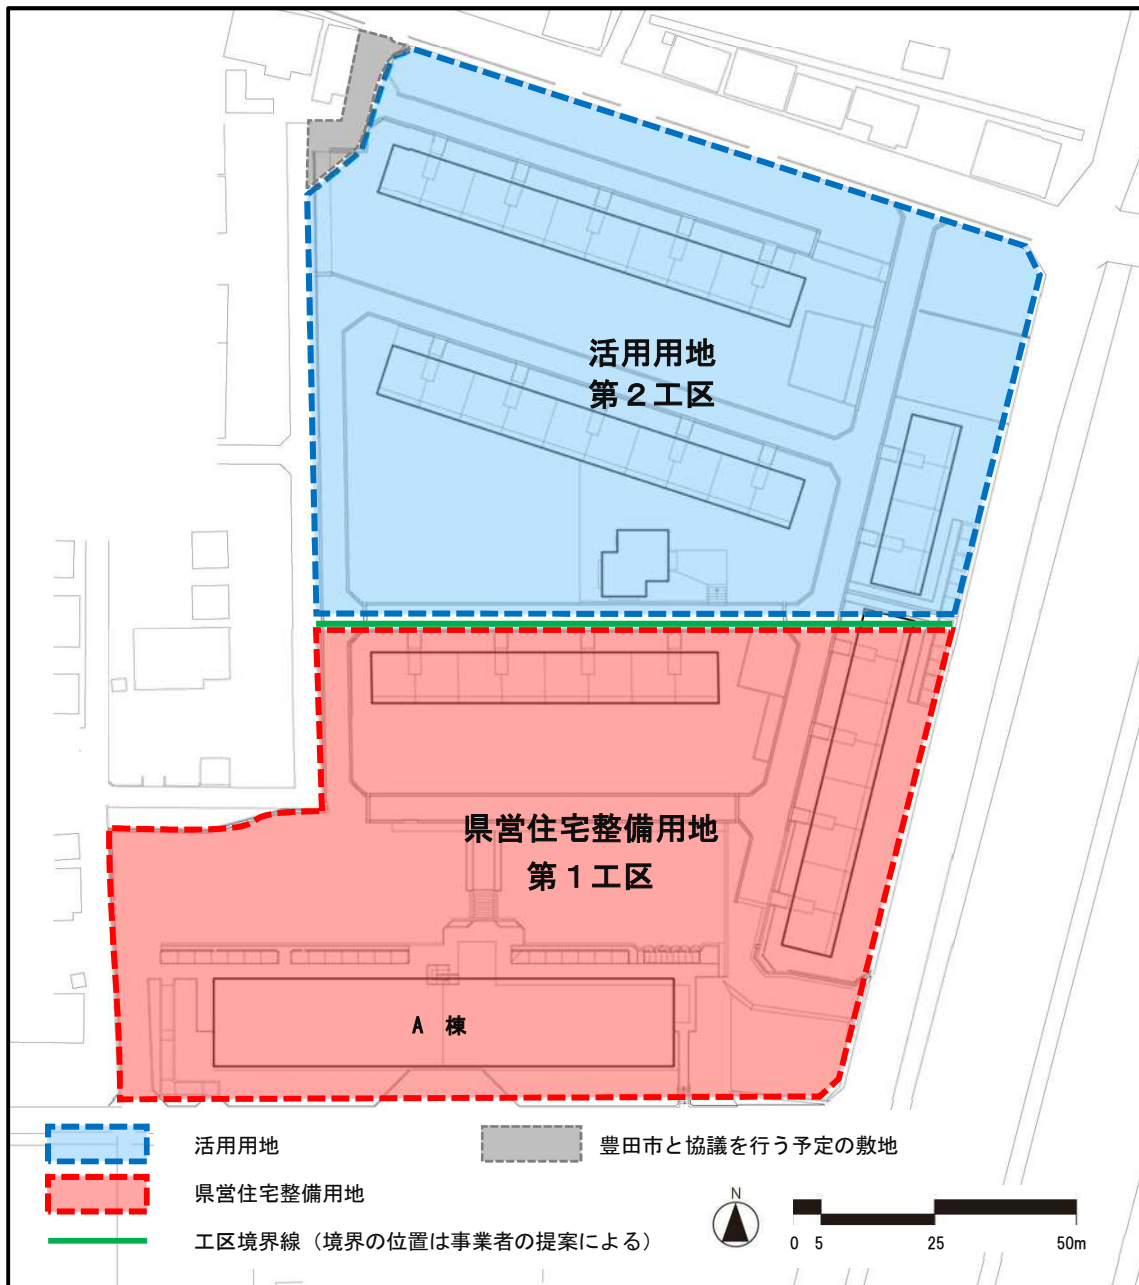 活用用地
第２工区
県営住宅整備用地
第１工区
A 棟
活用用地
豊田市と協議を行う予定の敷地
県営住宅整備用地
工区境界線（境界の位置は事業者の提案による）
N
0 5 25 50m